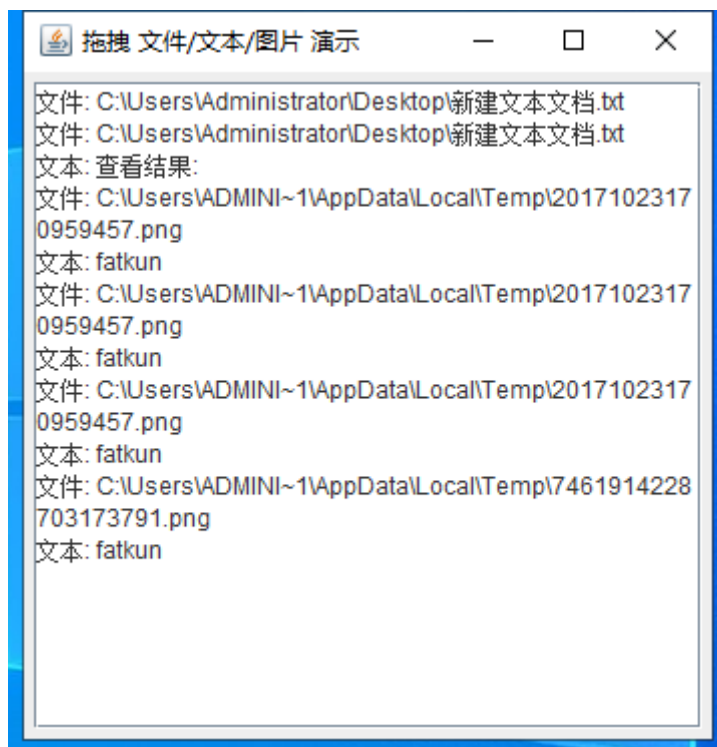 拖拽 文件/文本/图片 演示
文件: C:\Users\Administrator\Desktop\新建文本文档.txt
文件: C:\Users\Administrator\Desktop\新建文本文档.txt
文本: 查看结果:
文件: C:\Users\ADMINI~1\AppData\Local\Temp\2017102317
0959457.png
文本: fatkun
文件: C:\Users\ADMINI~1\AppData\Local\Temp\2017102317
0959457.png
文本: fatkun
文件: C:\Users\ADMINI~1\AppData\Local\Temp\2017102317
0959457.png
文本: fatkun
文件: C:\Users\ADMINI~1\AppData\Local\Temp\7461914228
703173791.png
文本: fatkun